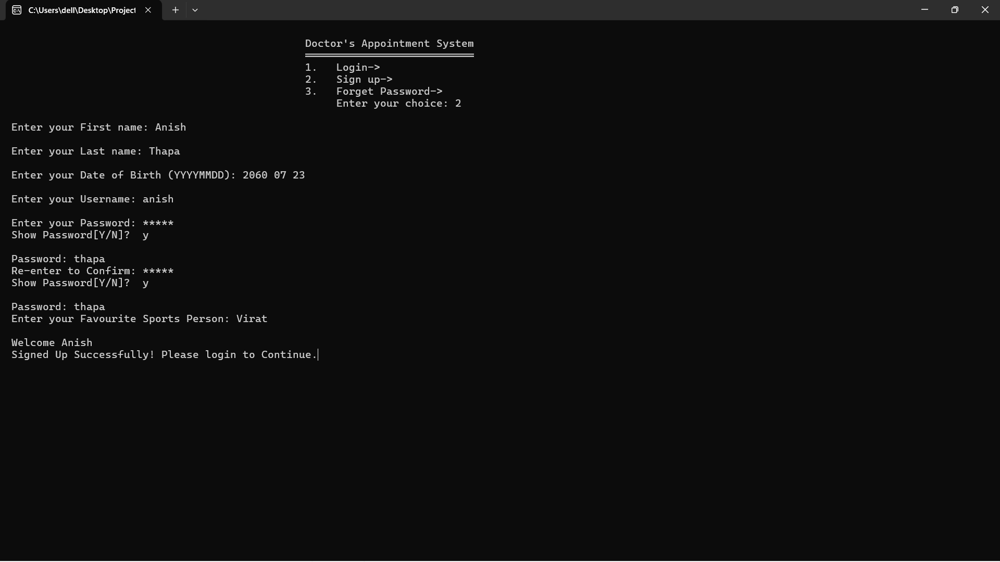 C:\Users\dell\Desktop\Project
Doctor's Appointment System
1. Login->
2. Sign up->
3. Forget Password->
Enter your choice: 2
Enter your First name: Anish
Enter your Last name: Thapa
Enter your Date of Birth (YYYYMMDD): 2060 07 23
Enter your Username: anish
Enter your Password: *****
Show Password[Y/N]? y
Password: thapa
Re-enter to Confirm: *****
Show Password[Y/N]? y
Password: thapa
Enter your Favourite Sports Person: Virat
Welcome Anish
Signed Up Successfully! Please login to Continue.